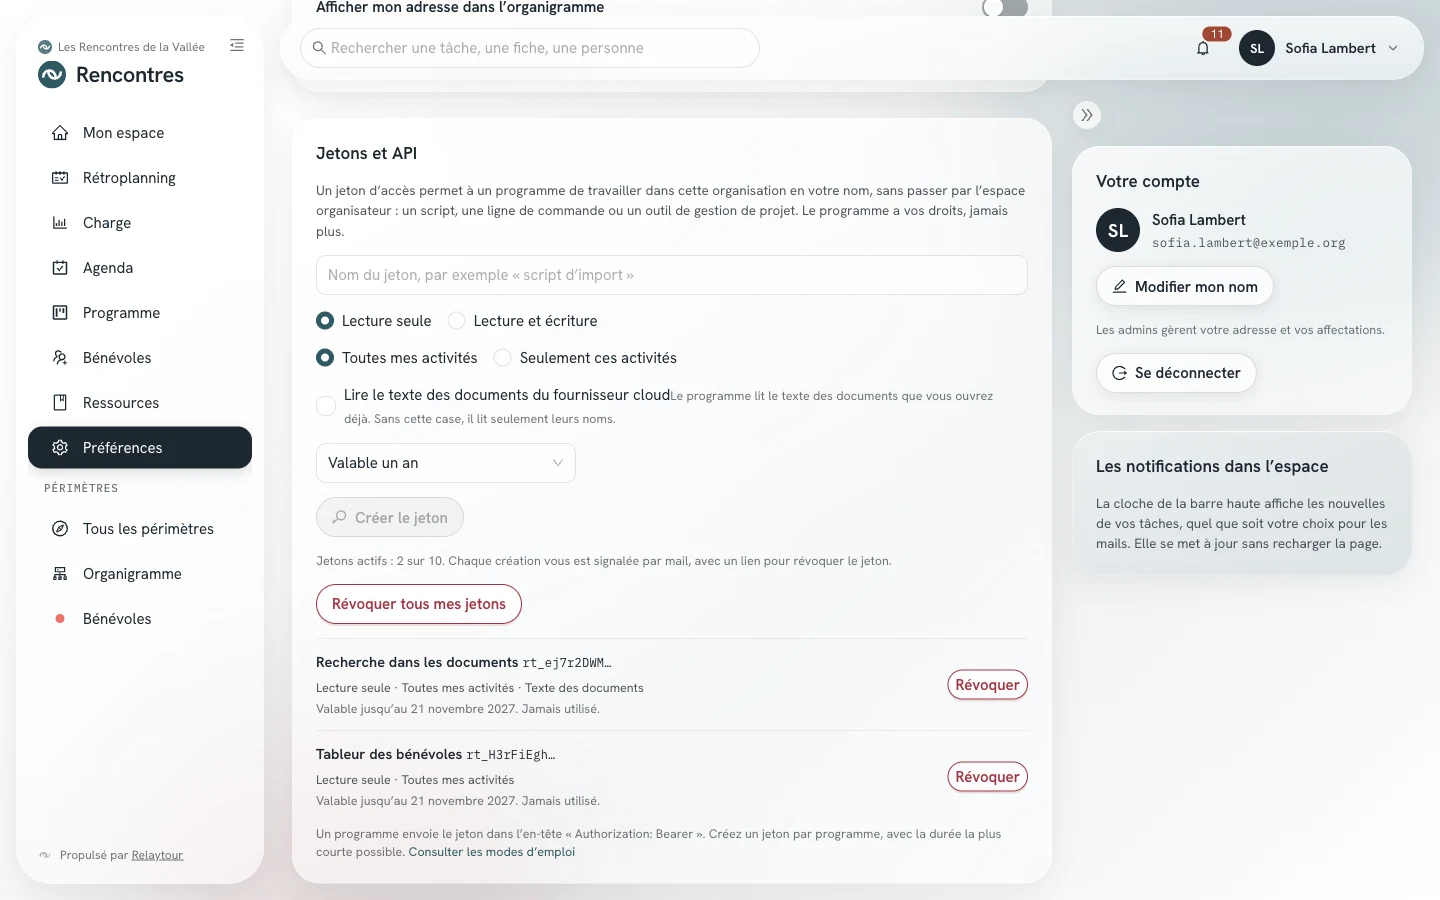 Les Rencontres de la Vallée
Rencontres
Mon espace
Rétroplanning
Charge
Agenda
Programme
Bénévoles
Ressources
Préférences
PÉRIMÈTRES
Tous les périmètres
Organigramme
Bénévoles
Propulsé par Relaytour
Afficher mon adresse dans l’organigramme
Rechercher une tâche, une fiche, une personne
11
SL
Sofia Lambert
Jetons et API
Un jeton d’accès permet à un programme de travailler dans cette organisation en votre nom, sans passer par l’espace
organisateur : un script, une ligne de commande ou un outil de gestion de projet. Le programme a vos droits, jamais
plus.
Nom du jeton, par exemple « script d’import »
Lecture seule
Lecture et écriture
Toutes mes activités
Seulement ces activités
Lire le texte des documents du fournisseur cloudLe programme lit le texte des documents que vous ouvrez
déjà. Sans cette case, il lit seulement leurs noms.
Valable un an
Créer le jeton
Jetons actifs : 2 sur 10. Chaque création vous est signalée par mail, avec un lien pour révoquer le jeton.
Révoquer tous mes jetons
Recherche dans les documents rt_ej7r2DWM…
Lecture seule · Toutes mes activités · Texte des documents
Valable jusqu’au 21 novembre 2027. Jamais utilisé.
Révoquer
Tableur des bénévoles rt_H3rFiEgh…
Lecture seule · Toutes mes activités
Valable jusqu’au 21 novembre 2027. Jamais utilisé.
Révoquer
Un programme envoie le jeton dans l’en-tête « Authorization: Bearer ». Créez un jeton par programme, avec la durée la plus
courte possible. Consulter les modes d’emploi
Votre compte
SL
Sofia Lambert
sofia.lambert@exemple.org
Modifier mon nom
Les admins gèrent votre adresse et vos affectations.
Se déconnecter
Les notifications dans l’espace
La cloche de la barre haute affiche les nouvelles
de vos tâches, quel que soit votre choix pour les
mails. Elle se met à jour sans recharger la page.